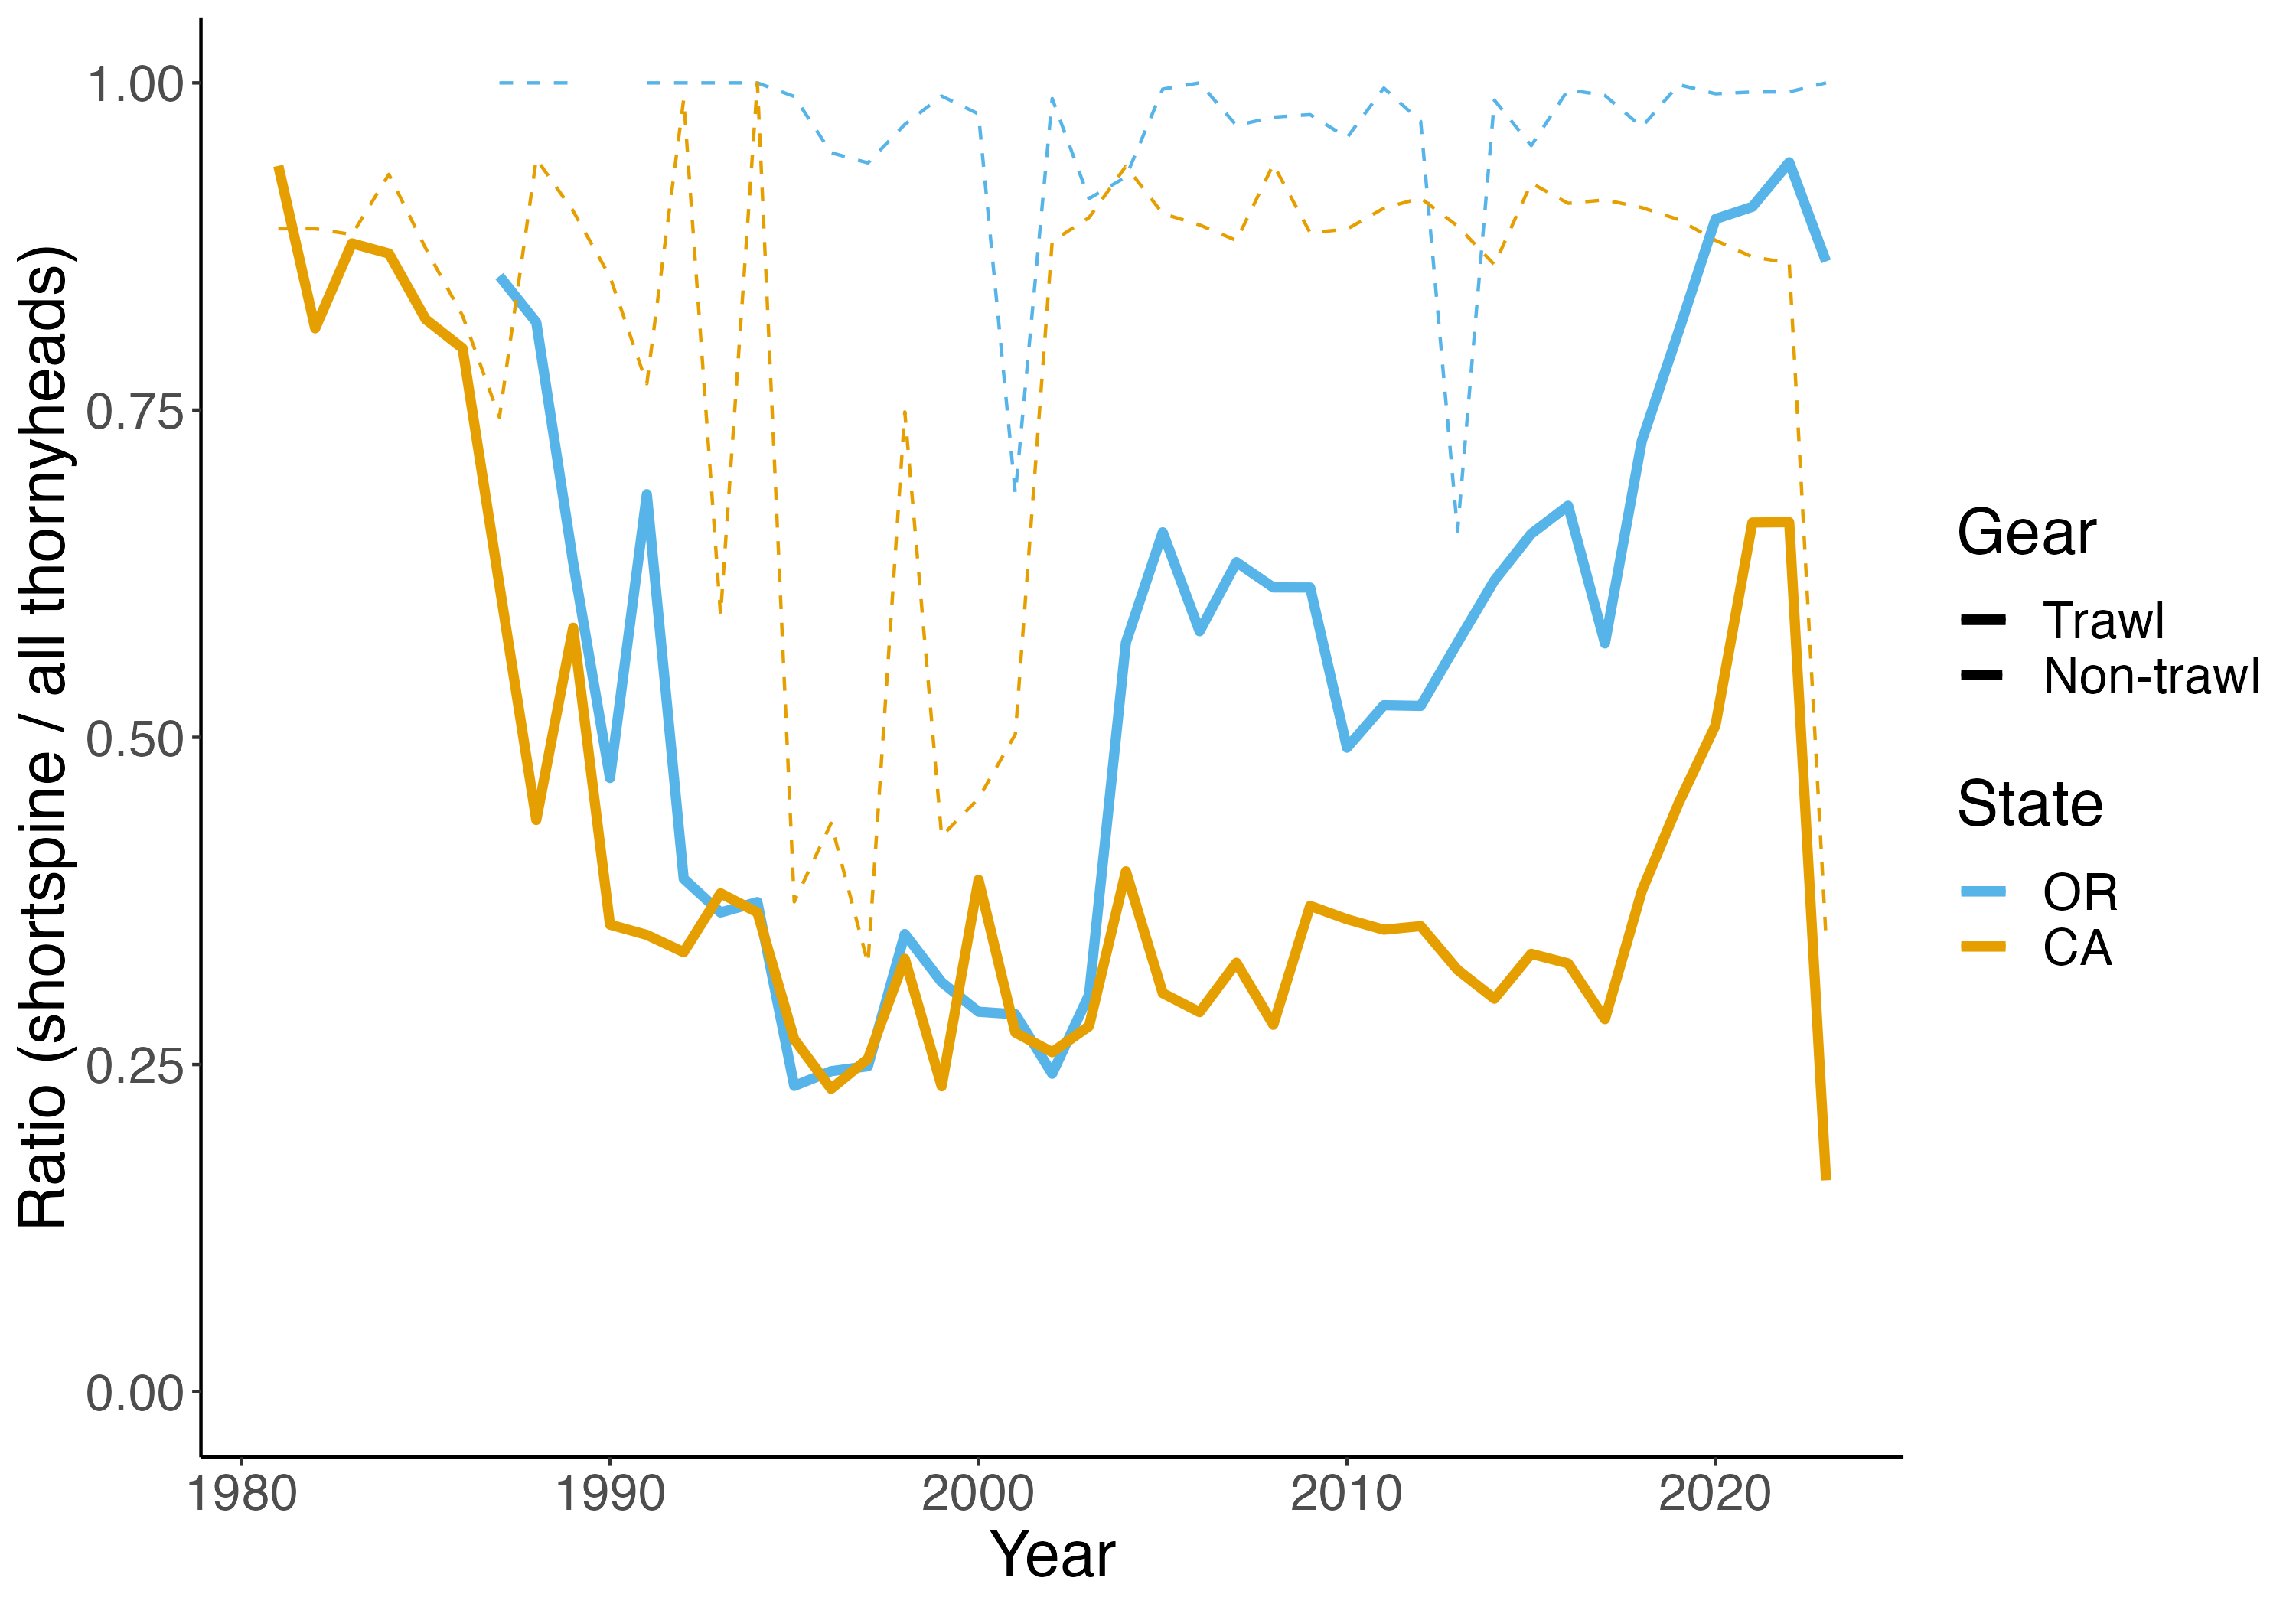 Ratio (shortspine / all thornyheads)
1.00
0.75
0.50
0.25
0.00
1980 1990 2000 2010 2020
Year
Gear
Trawl
Non-trawl
State
OR
CA